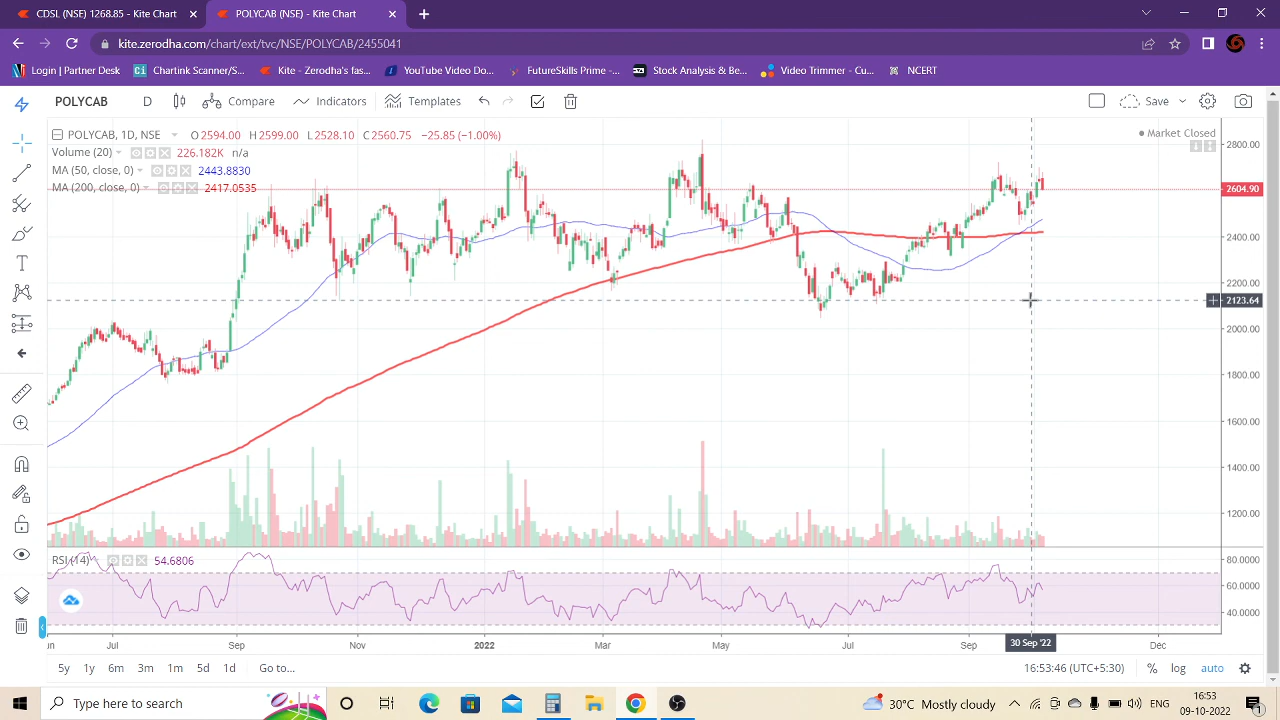 CDSL (NSE) 1268.85 - Kite Chart
POLYCAB (NSE) - Kite Chart
kite.zerodha.com/chart/ext/tvc/NSE/POLYCAB/2455041
Login | Partner Desk
Chartink Scanner/S...
Kite - Zerodha's fas...
YouTube Video Do...
FutureSkills Prime -...
Stock Analysis & Be...
Video Trimmer - Cu...
NCERT
POLYCAB D Compare Indicators Templates Save
POLYCAB, 1D, NSE O2594.00 H2599.00 L2528.10 C2560.75 −25.85 (−1.00%)
Market Closed
Volume (20) 226.182K n/a
MA (50, close, 0) 2443.8830
MA (200, close, 0) 2417.0535
2800.00
2604.90
2400.00
2200.00
2123.64
2000.00
1800.00
1600.00
1400.00
1200.00
RSI (14) 54.6806
80.0000
60.0000
40.0000
Jul Sep Nov 2022 Mar May Jul Sep 30 Sep '22 Dec
5y 1y 6m 3m 1m 5d 1d Go to... 16:53:46 (UTC+5:30) % log auto
Type here to search
30°C Mostly cloudy
ENG
16:53
09-10-2022
1